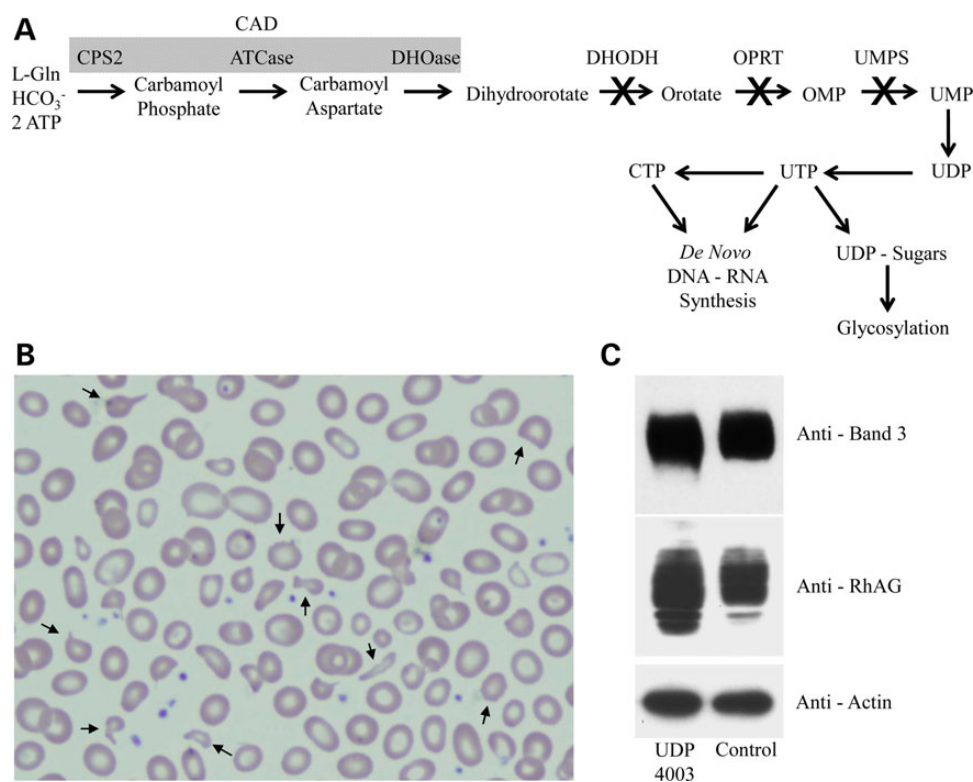 A
CAD
CPS2 ATCase DHOase DHODH OPRT UMPS
L-Gln
HCO₃⁻
2 ATP
Carbamoyl
Phosphate
Carbamoyl
Aspartate
Dihydroorotate
Orotate
OMP
UMP
CTP UTP UDP
De Novo
DNA - RNA
Synthesis
UDP - Sugars
Glycosylation
B
C
Anti - Band 3
Anti - RhAG
Anti - Actin
UDP
4003
Control